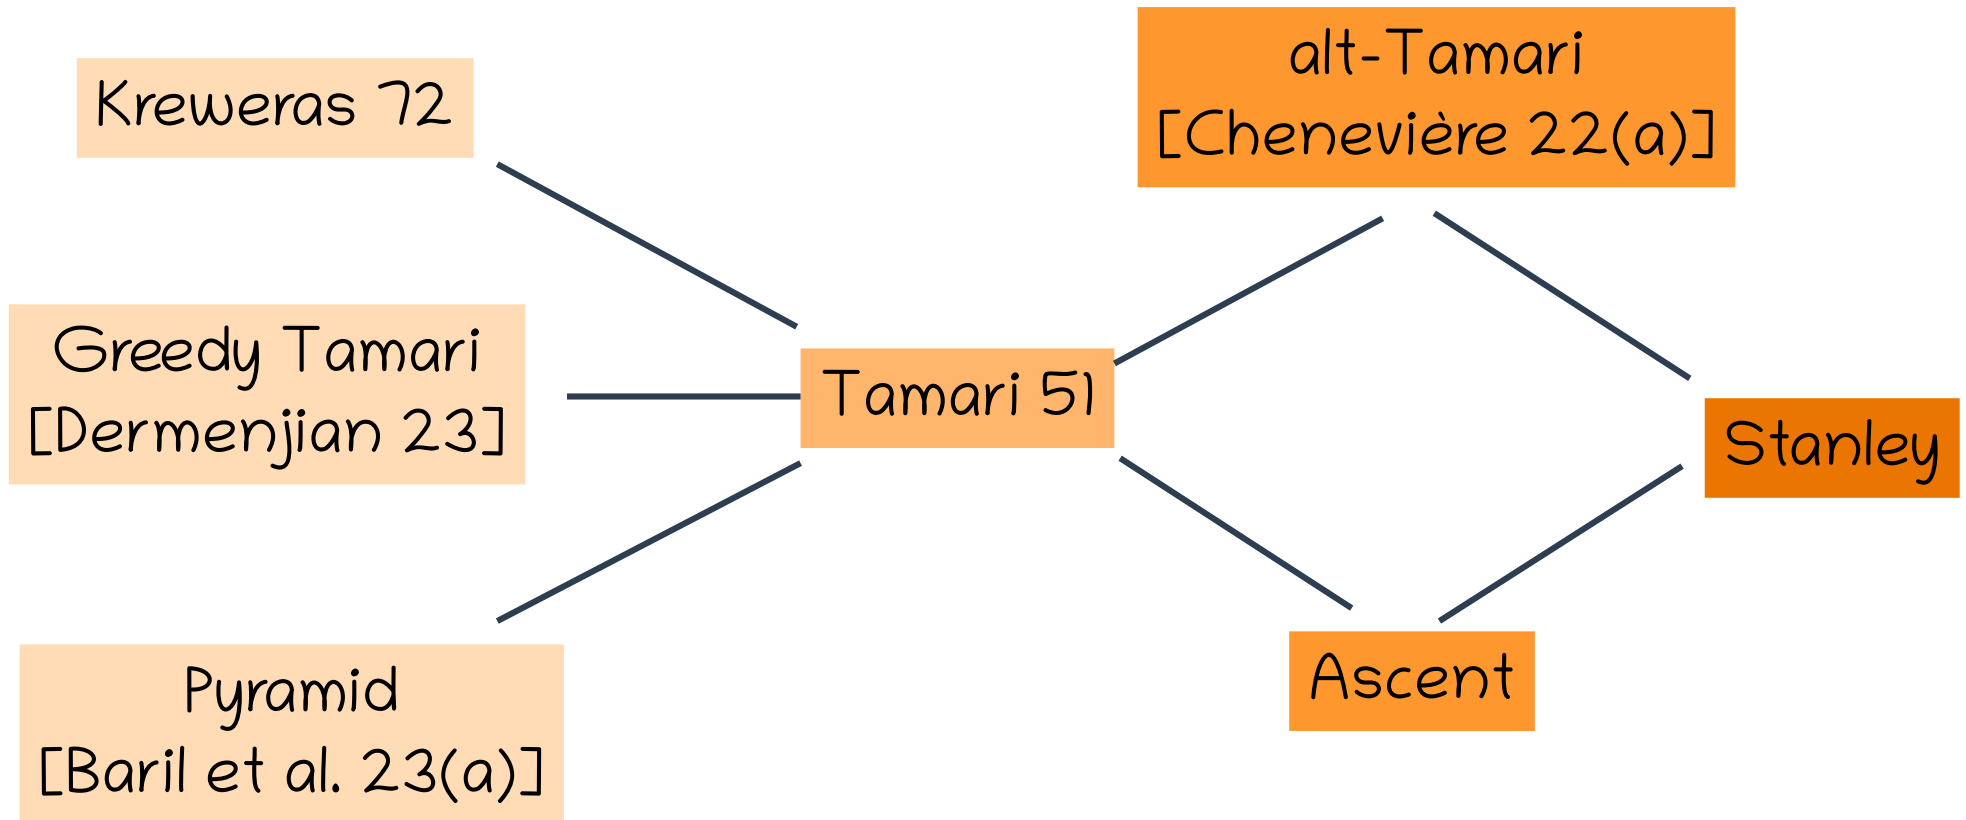 Kreweras 72
Greedy Tamari
[Dermenjian 23]
Pyramid
[Baril et al. 23(a)]
Tamari 51
alt-Tamari
[Chenevière 22(a)]
Ascent
Stanley